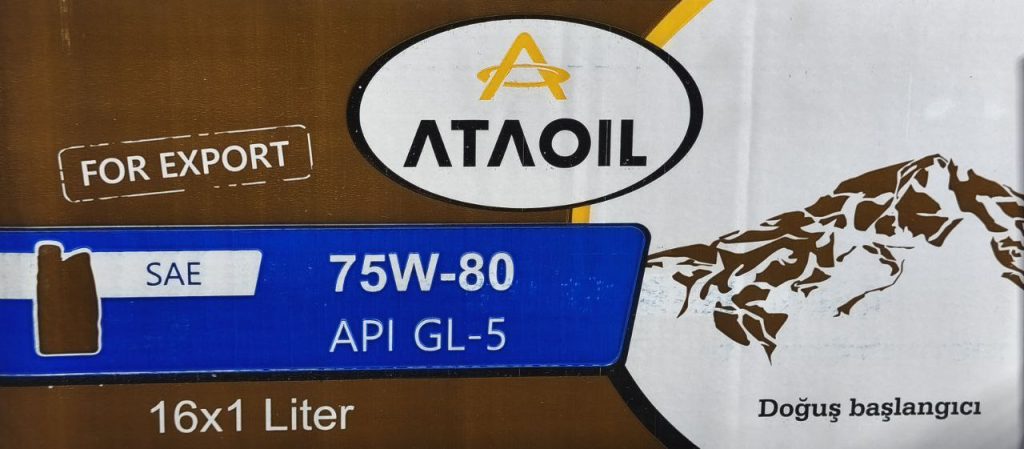 ATAOIL
FOR EXPORT
SAE
75W-80
API GL-5
16x1 Liter
Doğuş başlangıcı